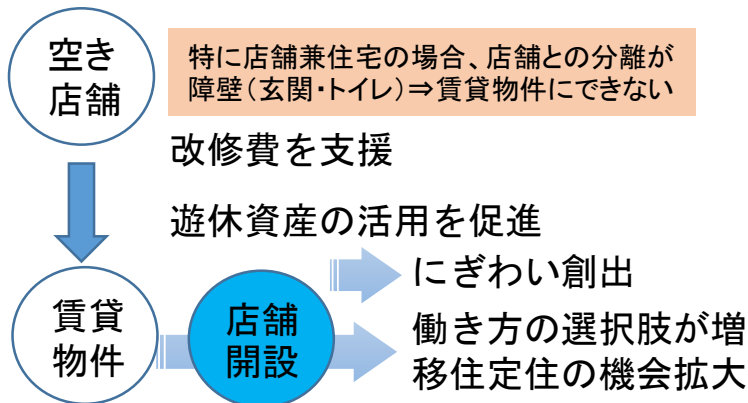 空き
店舗
特に店舗兼住宅の場合、店舗との分離が
障壁（玄関・トイレ）⇒賃貸物件にできない
改修費を支援
遊休資産の活用を促進
賃貸
物件
店舗
開設
にぎわい創出
働き方の選択肢が増
移住定住の機会拡大